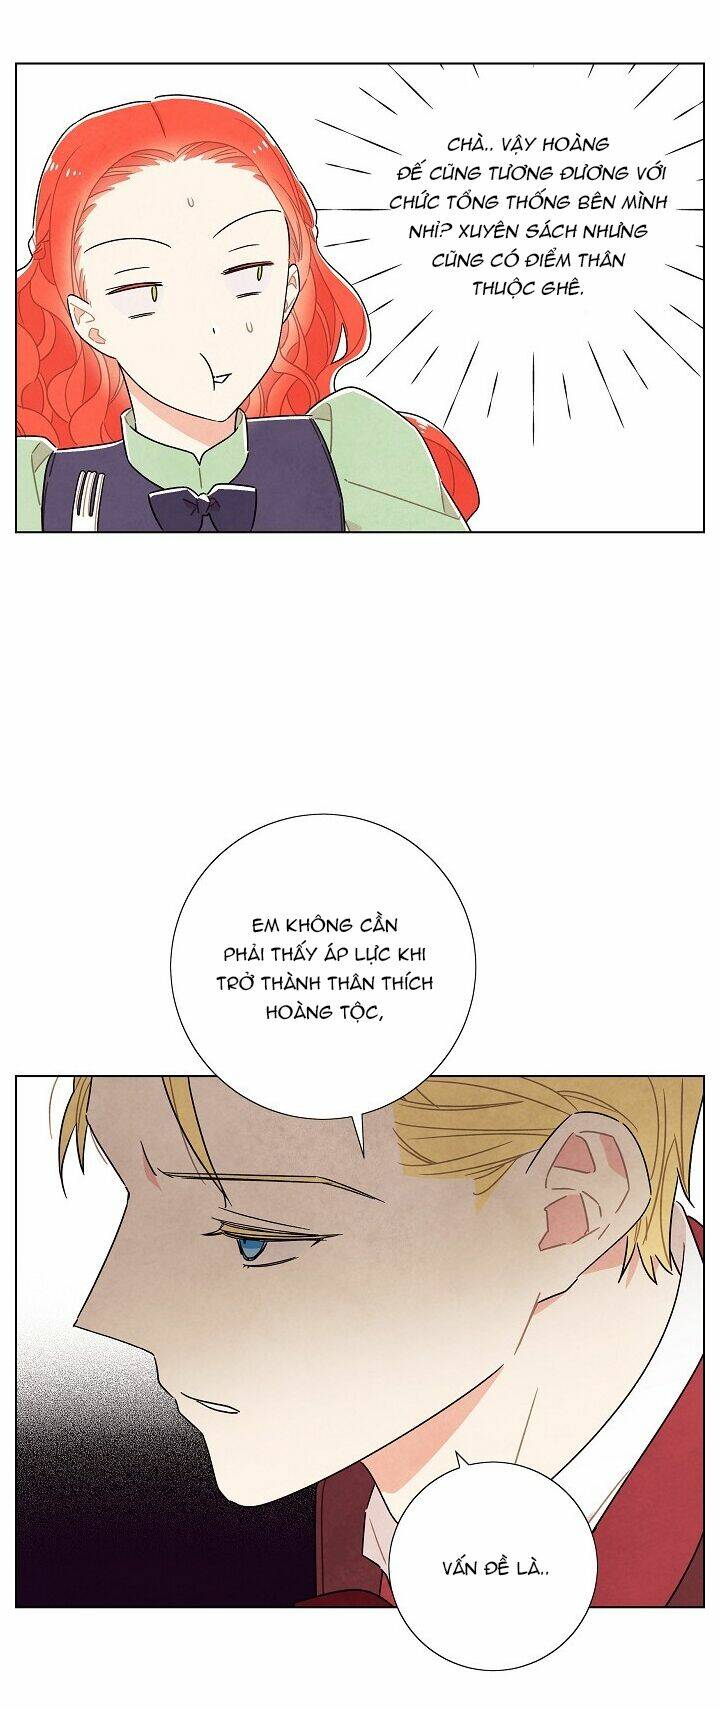 CHÀ.. VẬY HOÀNG
ĐẾ CŨNG TƯƠNG ĐƯƠNG VỚI
CHỨC TỔNG THỐNG BÊN MÌNH
NHỈ? XUYÊN SÁCH NHƯNG
CŨNG CÓ ĐIỂM THÂN
THUỘC GHÊ.
EM KHÔNG CẦN
PHẢI THẤY ÁP LỰC KHI
TRỞ THÀNH THÂN THÍCH
HOÀNG TỘC,
VẤN ĐỀ LÀ..